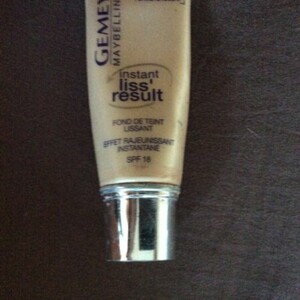 GEMEY
MAYBELLINE
instant
liss'
result
FOND DE TEINT
LISSANT
EFFET RAJEUNISSANT
INSTANTANÉ
SPF 18